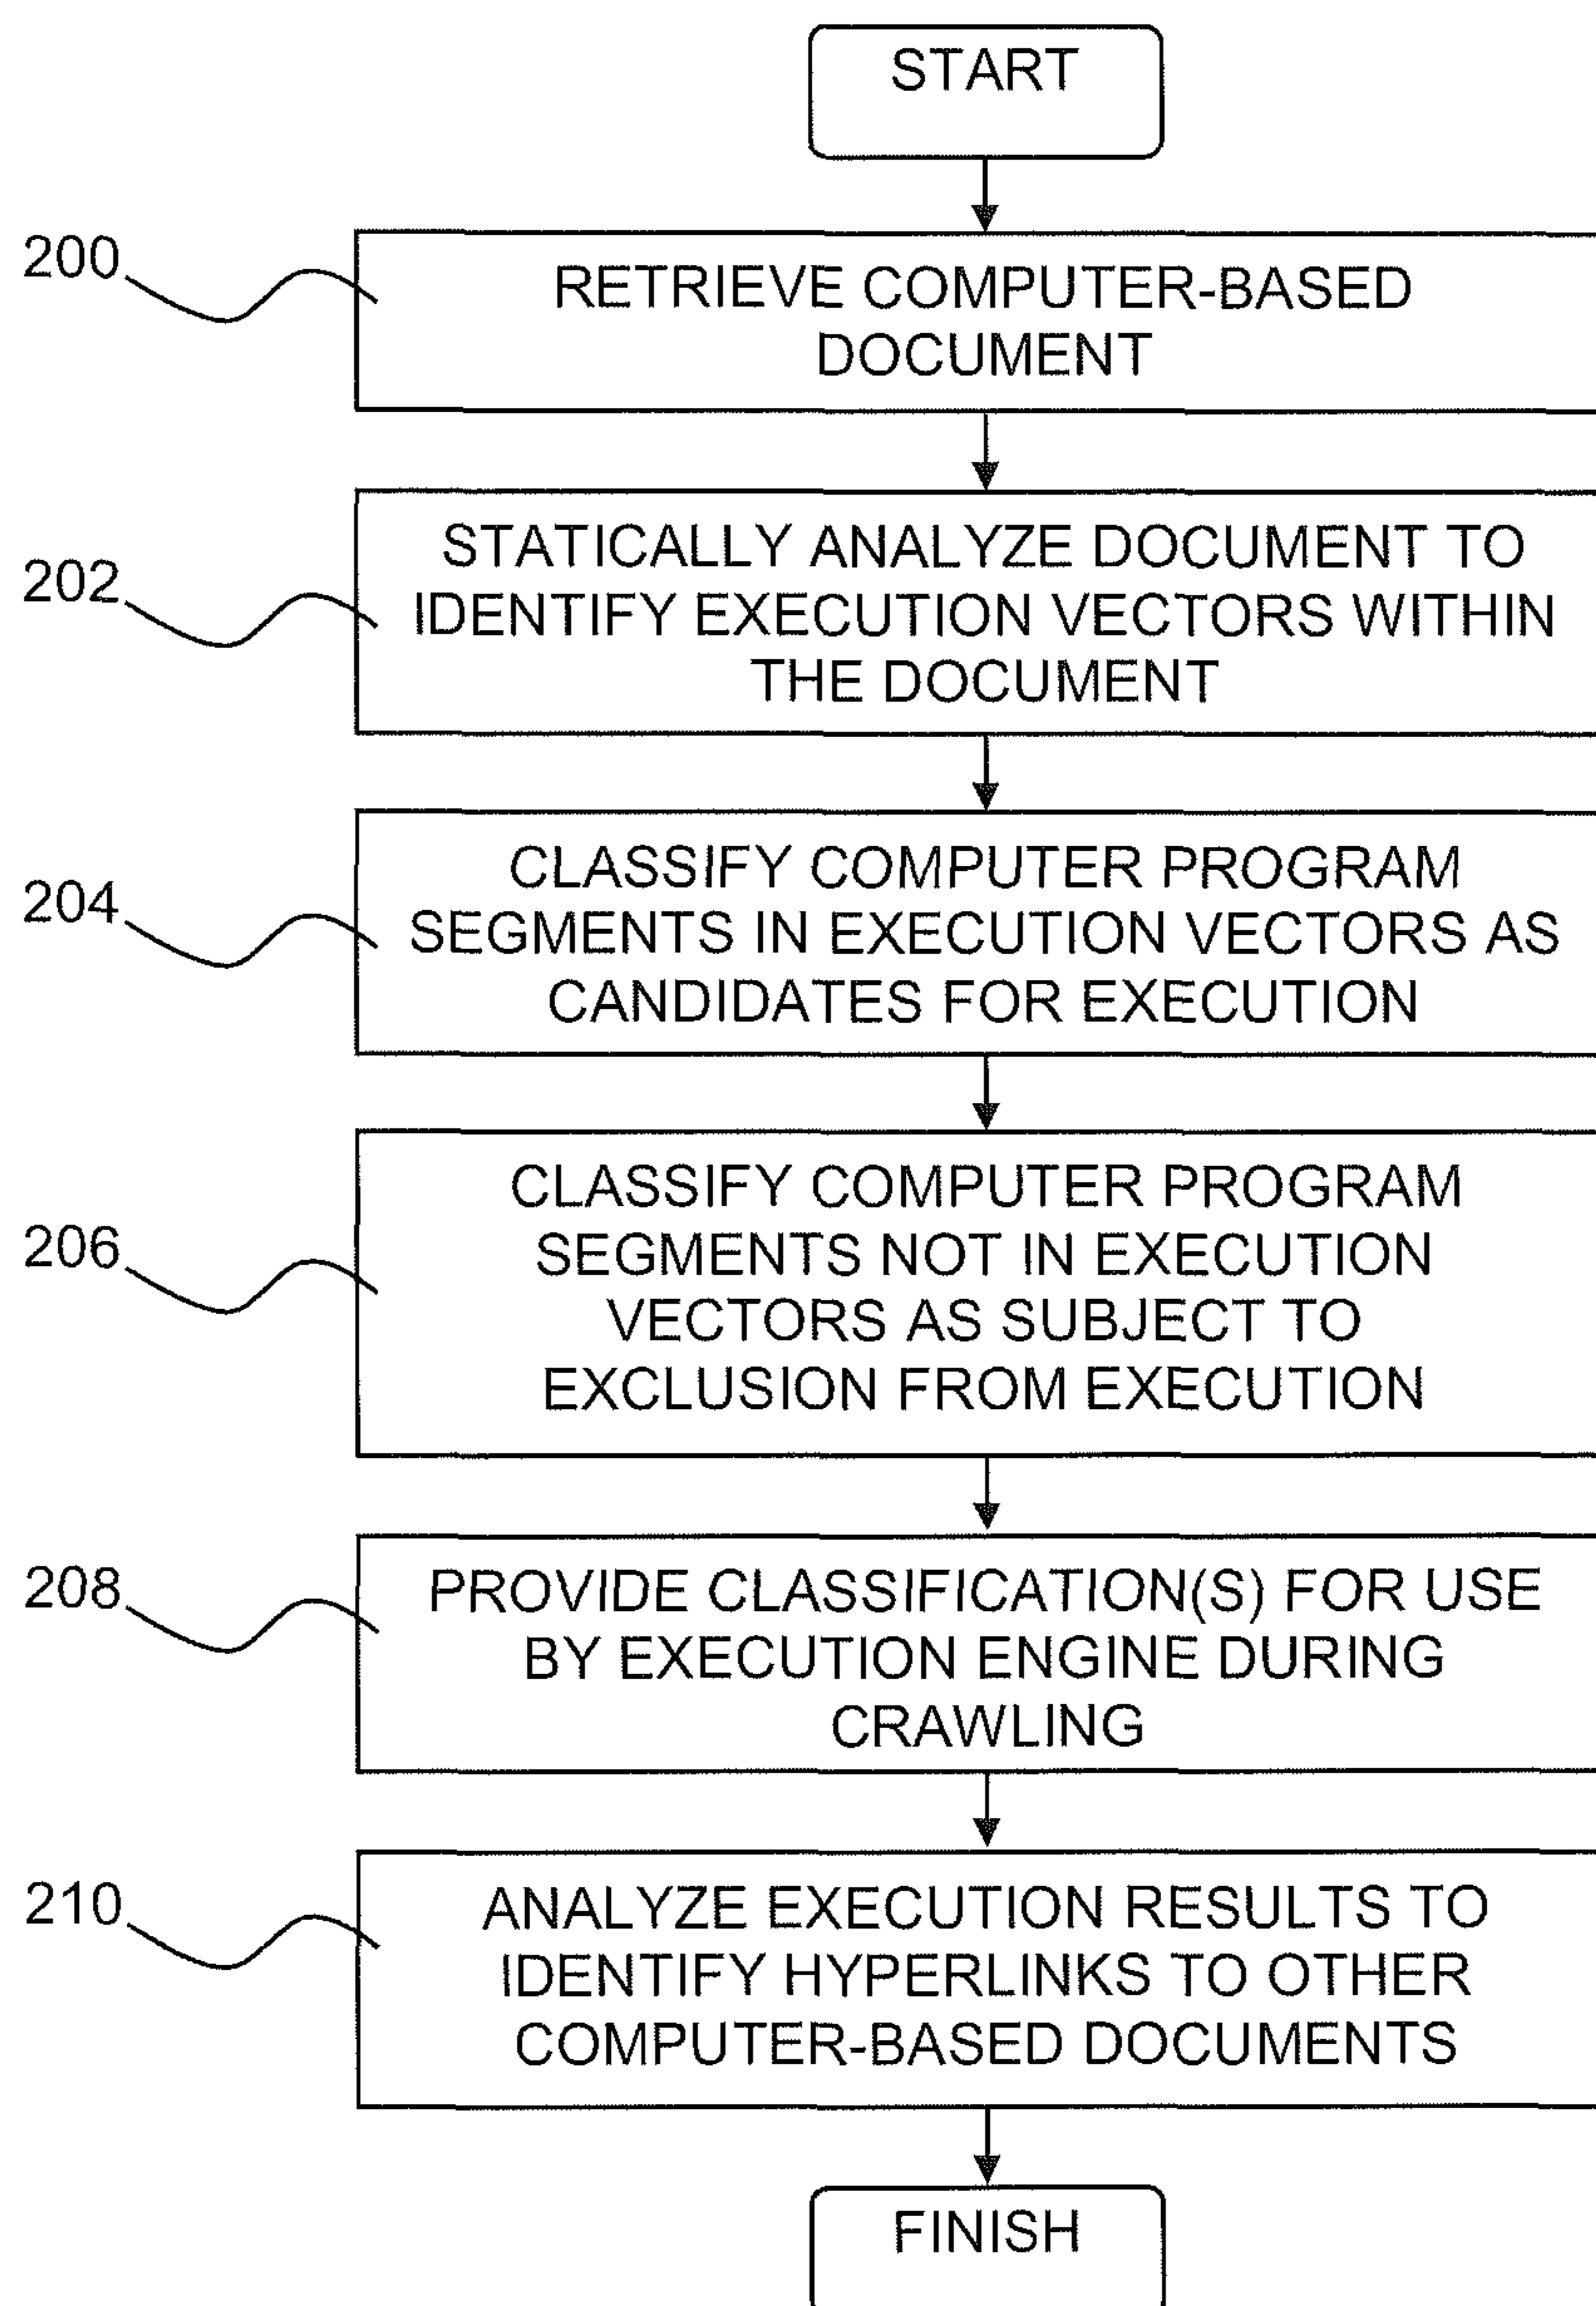 START
200
RETRIEVE COMPUTER-BASED
DOCUMENT
202
STATICALLY ANALYZE DOCUMENT TO
IDENTIFY EXECUTION VECTORS WITHIN
THE DOCUMENT
204
CLASSIFY COMPUTER PROGRAM
SEGMENTS IN EXECUTION VECTORS AS
CANDIDATES FOR EXECUTION
206
CLASSIFY COMPUTER PROGRAM
SEGMENTS NOT IN EXECUTION
VECTORS AS SUBJECT TO
EXCLUSION FROM EXECUTION
208
PROVIDE CLASSIFICATION(S) FOR USE
BY EXECUTION ENGINE DURING
CRAWLING
210
ANALYZE EXECUTION RESULTS TO
IDENTIFY HYPERLINKS TO OTHER
COMPUTER-BASED DOCUMENTS
FINISH